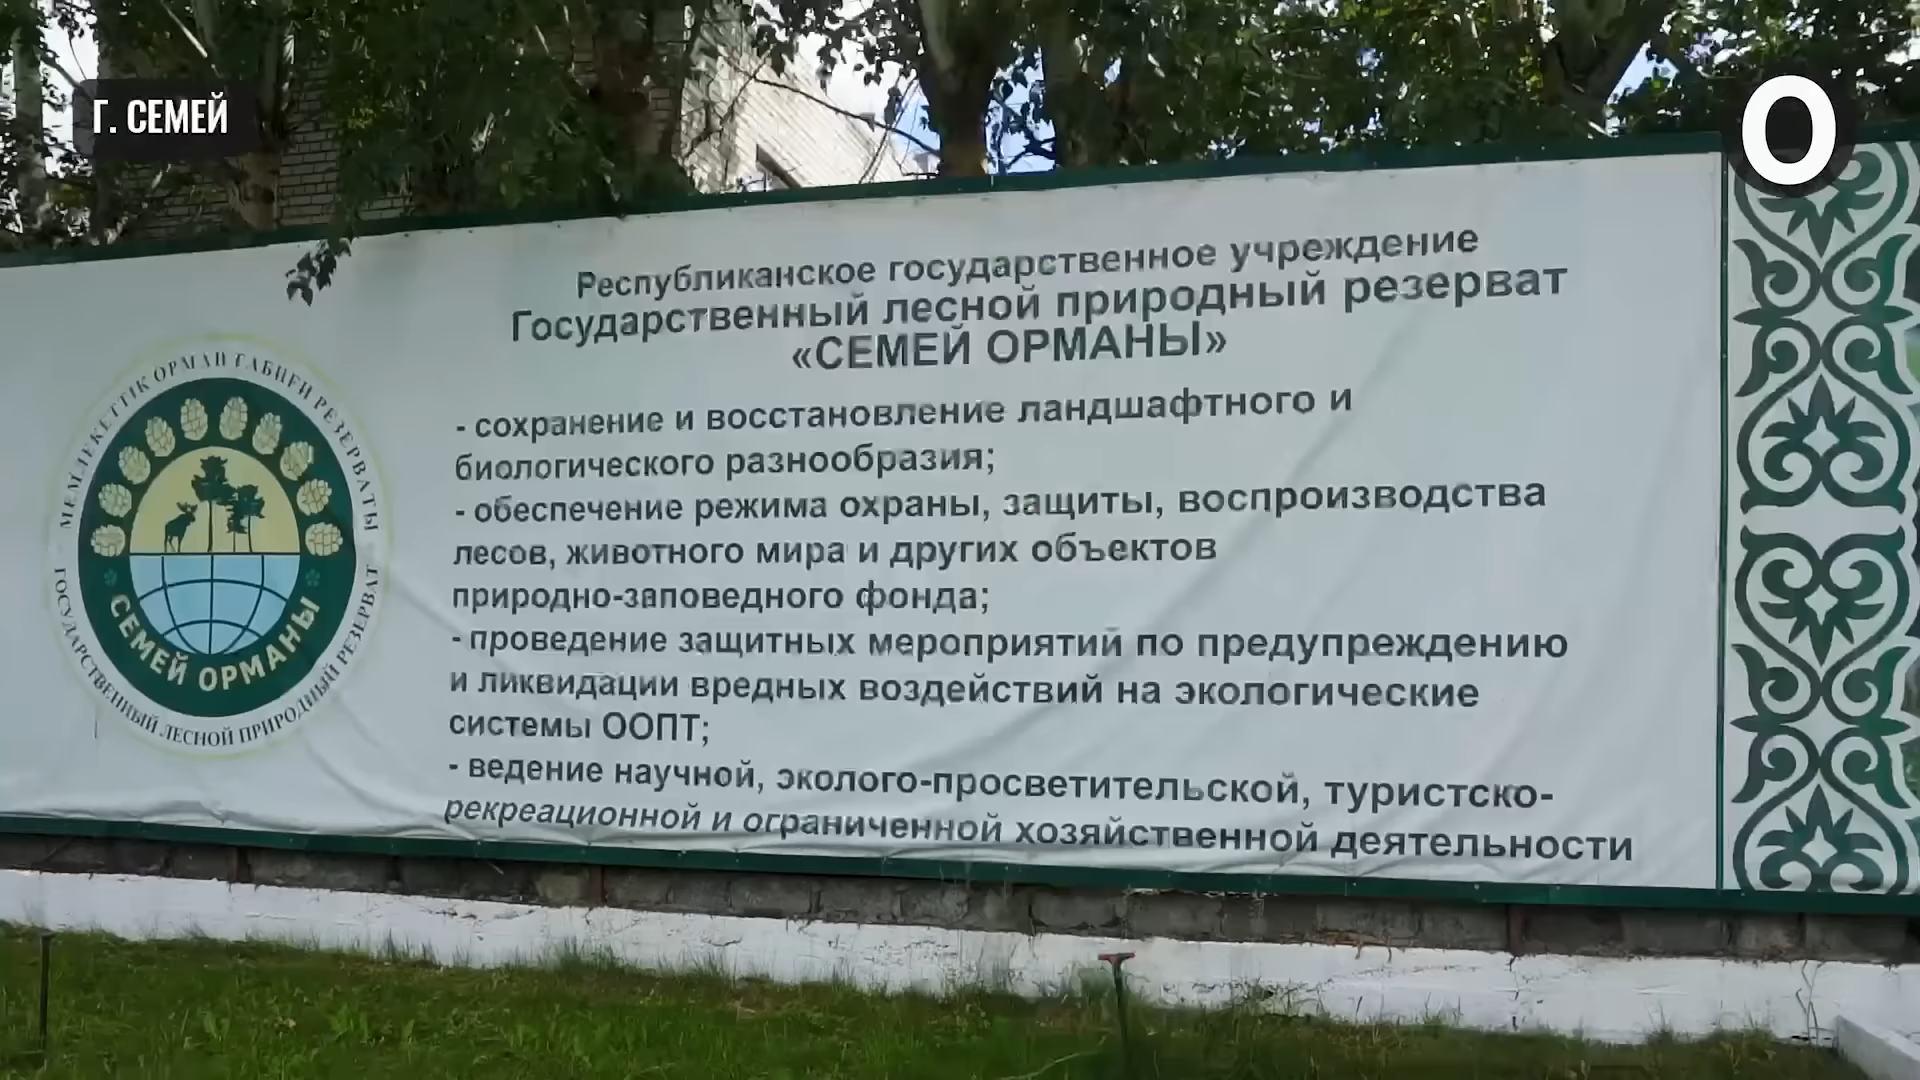 Г. СЕМЕЙ
О
Республиканское государственное учреждение
Государственный лесной природный резерват
«СЕМЕЙ ОРМАНЫ»
- сохранение и восстановление ландшафтного и
биологического разнообразия;
- обеспечение режима охраны, защиты, воспроизводства
лесов, животного мира и других объектов
природно-заповедного фонда;
- проведение защитных мероприятий по предупреждению
и ликвидации вредных воздействий на экологические
системы ООПТ;
- ведение научной, эколого-просветительской, туристско-
рекреационной и ограниченной хозяйственной деятельности
МЕМЛЕКЕТТІК ОРМАН ТАБИҒИ РЕЗЕРВАТЫ
СЕМЕЙ ОРМАНЫ
ГОСУДАРСТВЕННЫЙ ЛЕСНОЙ ПРИРОДНЫЙ РЕЗЕРВАТ